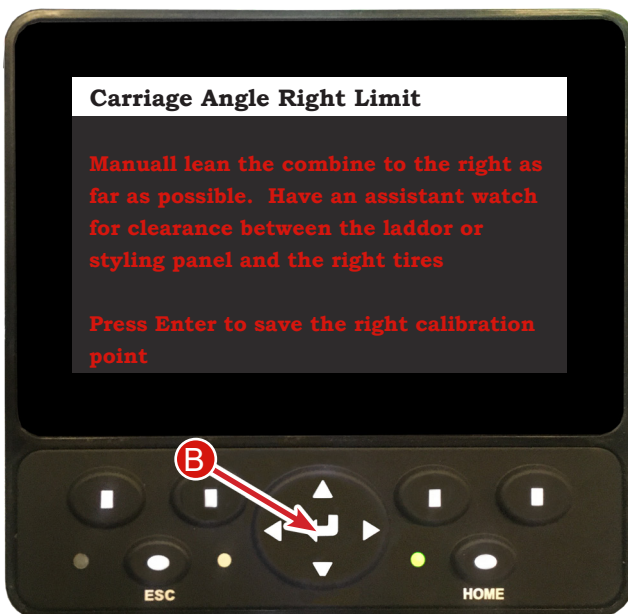 Carriage Angle Right Limit
Manuall lean the combine to the right as
far as possible.  Have an assistant watch
for clearance between the laddor or
styling panel and the right tires
Press Enter to save the right calibration
point
B
ESC
HOME